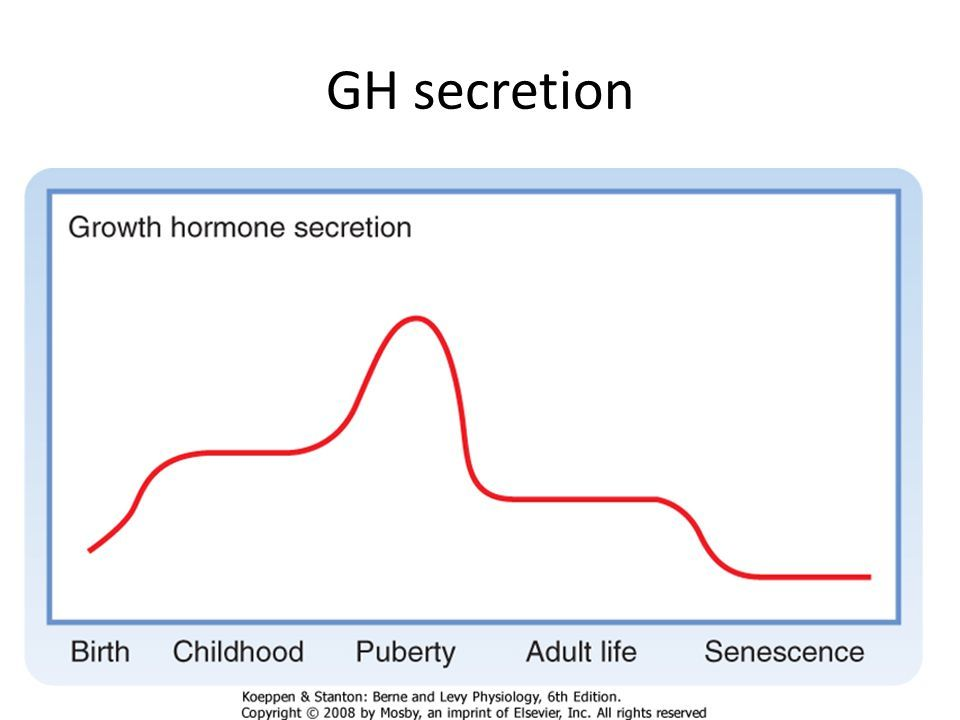 GH secretion
Growth hormone secretion
Birth Childhood Puberty Adult life Senescence
Koeppen & Stanton: Berne and Levy Physiology, 6th Edition.
Copyright © 2008 by Mosby, an imprint of Elsevier, Inc. All rights reserved